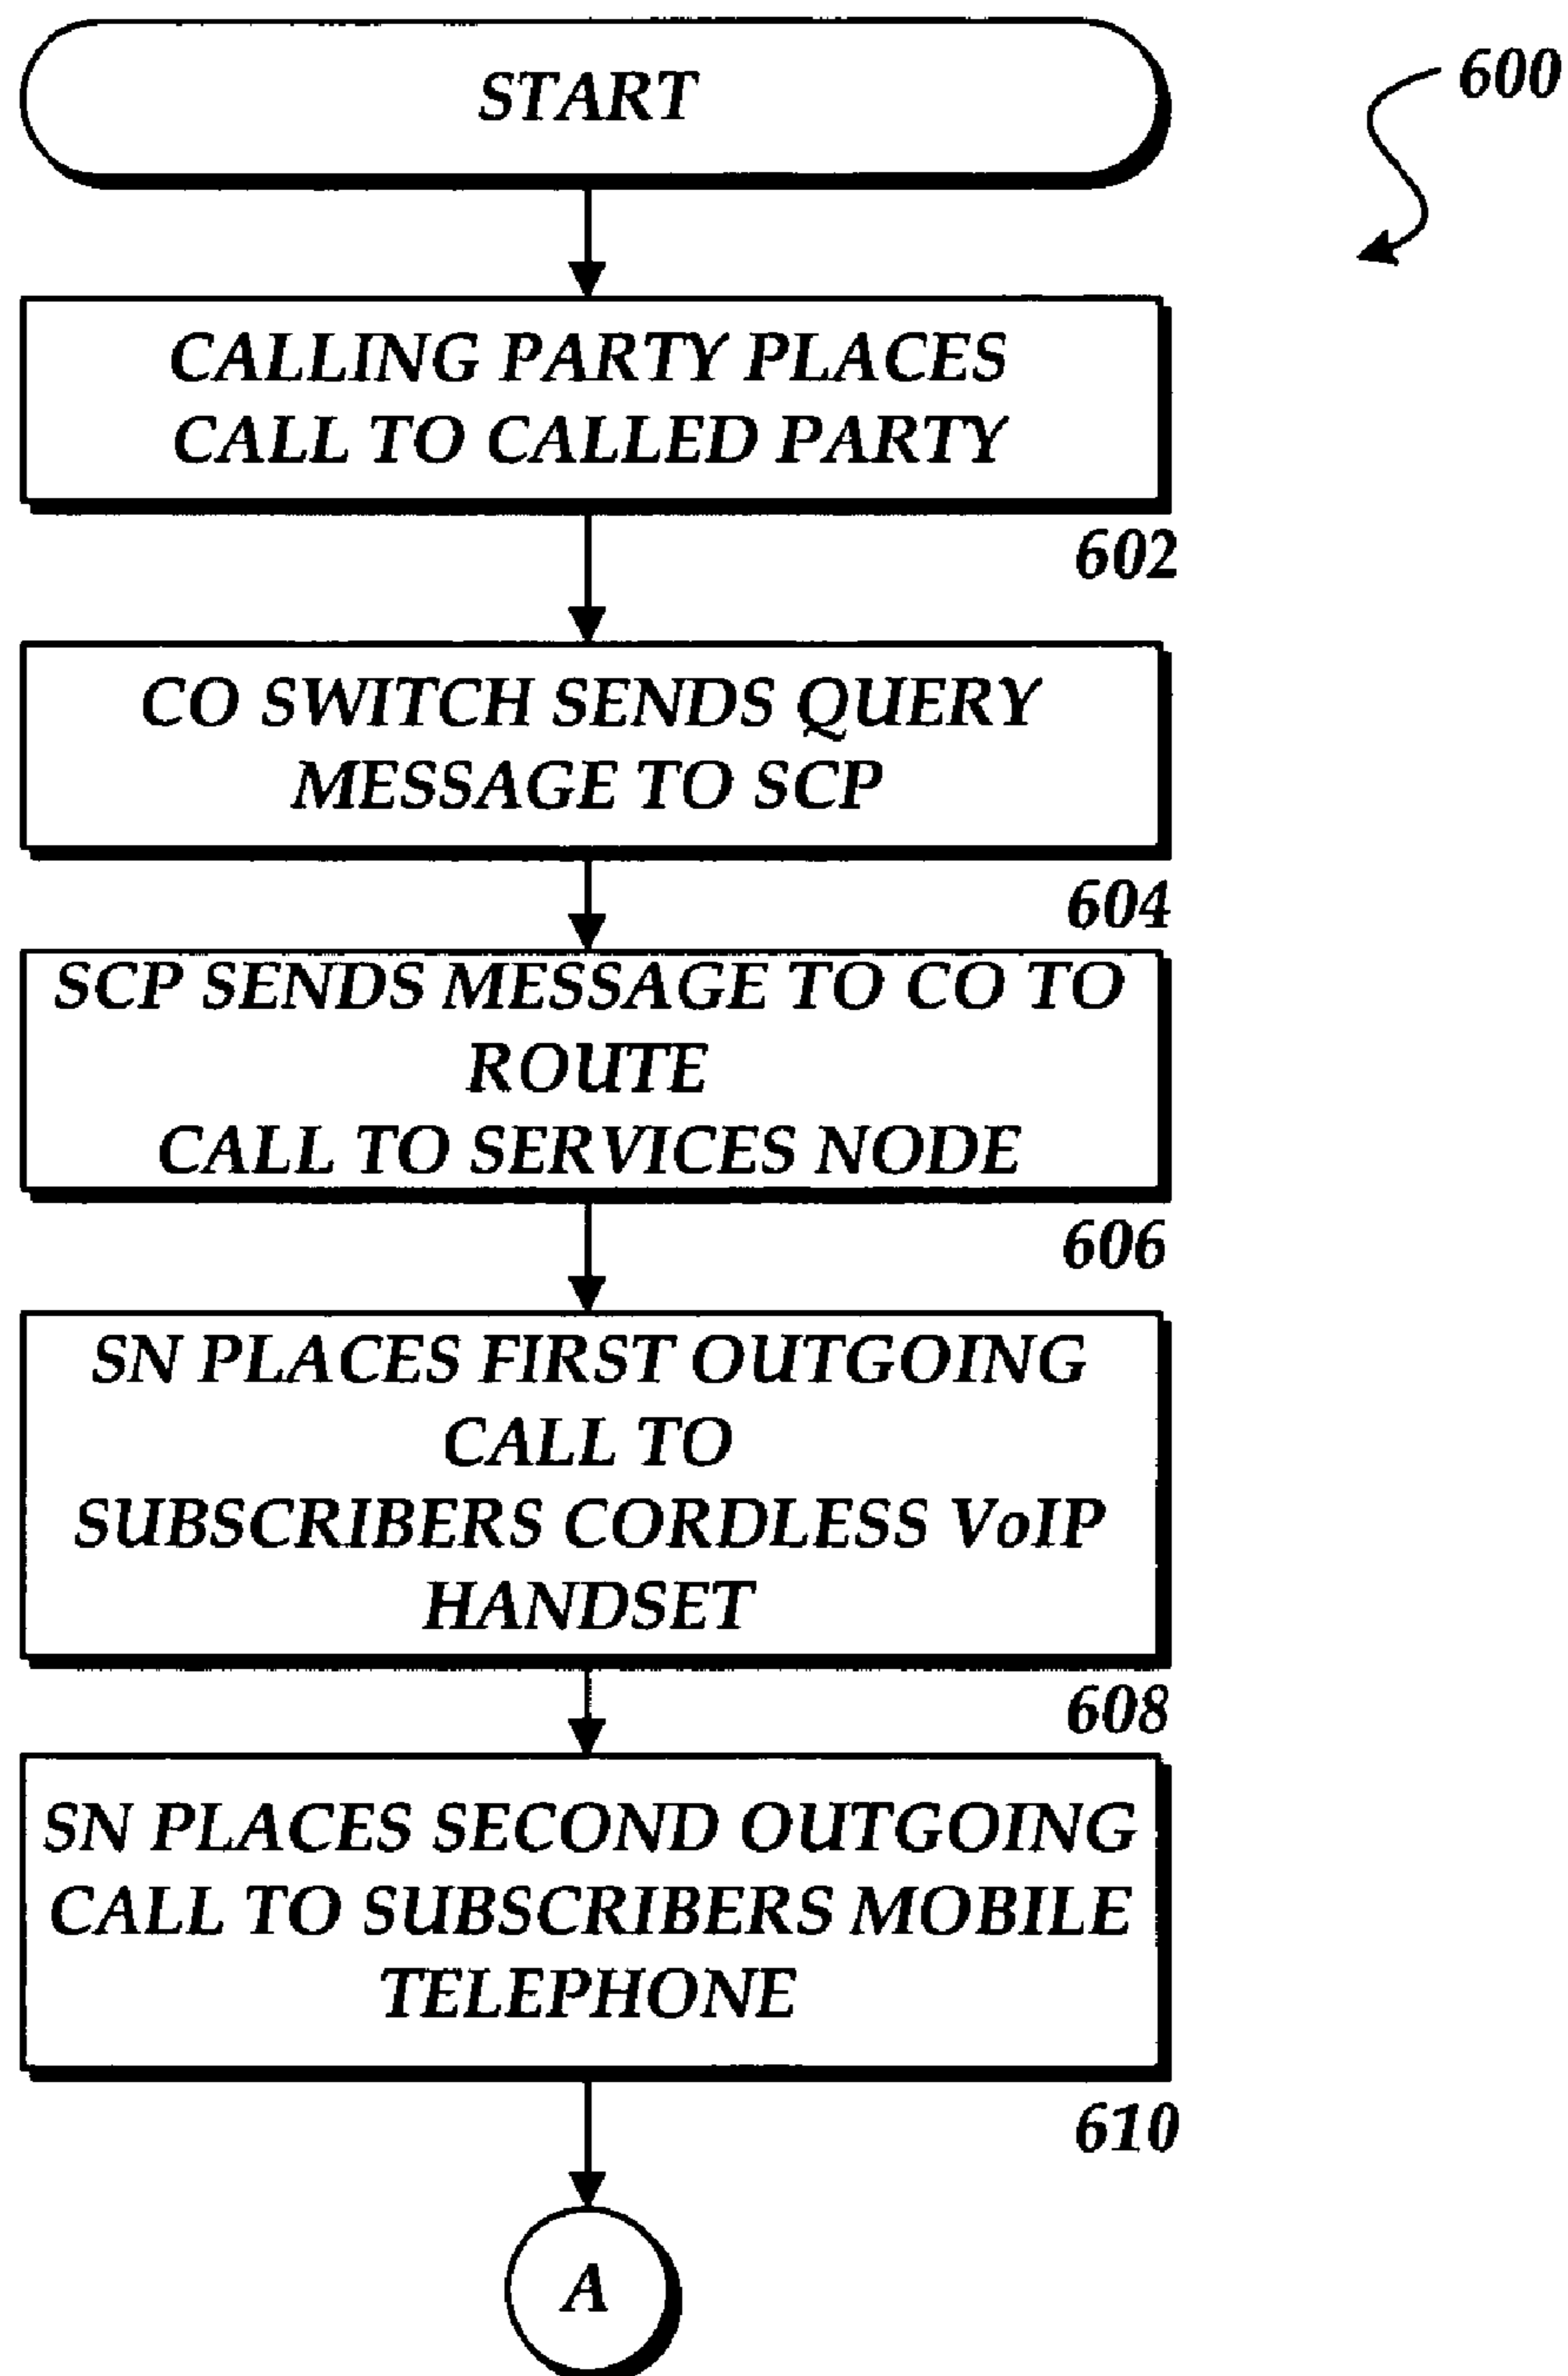 START
600
CALLING PARTY PLACES
CALL TO CALLED PARTY
602
CO SWITCH SENDS QUERY
MESSAGE TO SCP
604
SCP SENDS MESSAGE TO CO TO
ROUTE
CALL TO SERVICES NODE
606
SN PLACES FIRST OUTGOING
CALL TO
SUBSCRIBERS CORDLESS VoIP
HANDSET
608
SN PLACES SECOND OUTGOING
CALL TO SUBSCRIBERS MOBILE
TELEPHONE
610
A